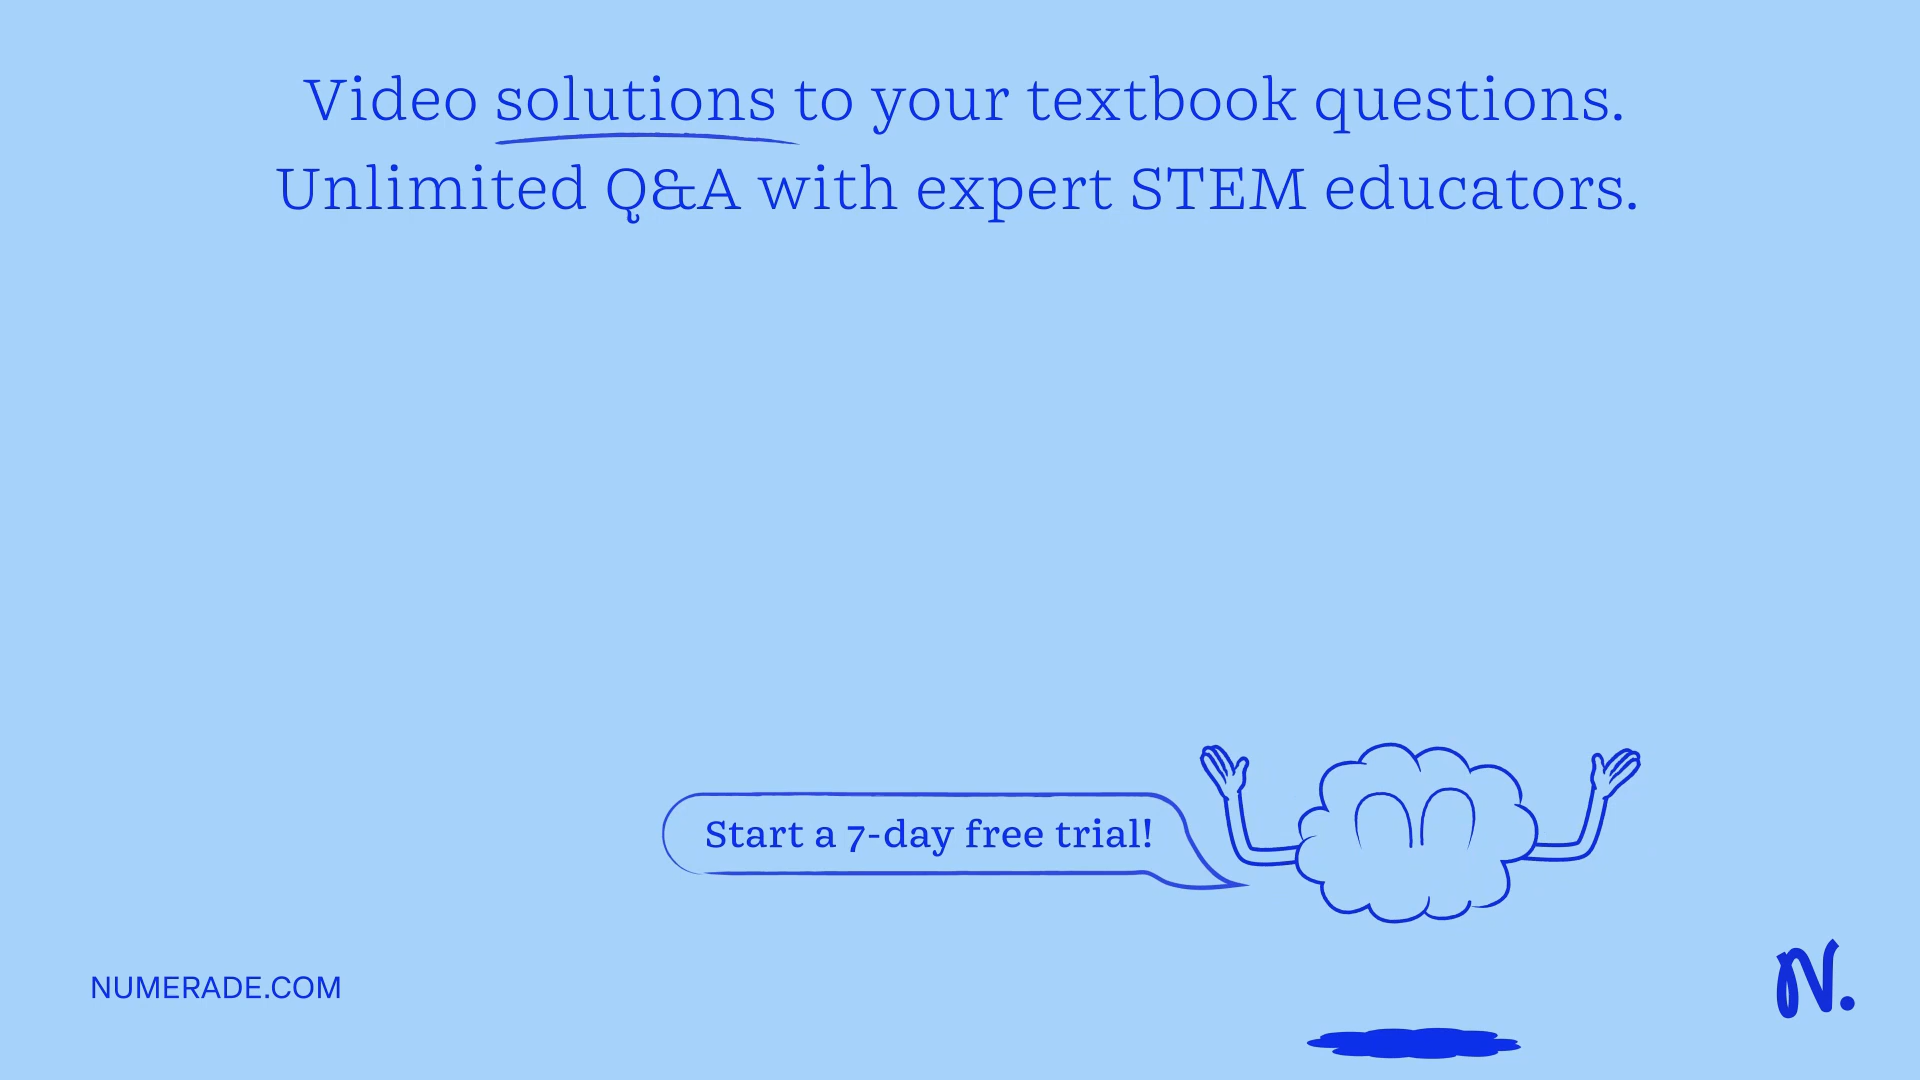 Video solutions to your textbook questions.
Unlimited Q&A with expert STEM educators.
Start a 7-day free trial!
NUMERADE.COM
N.